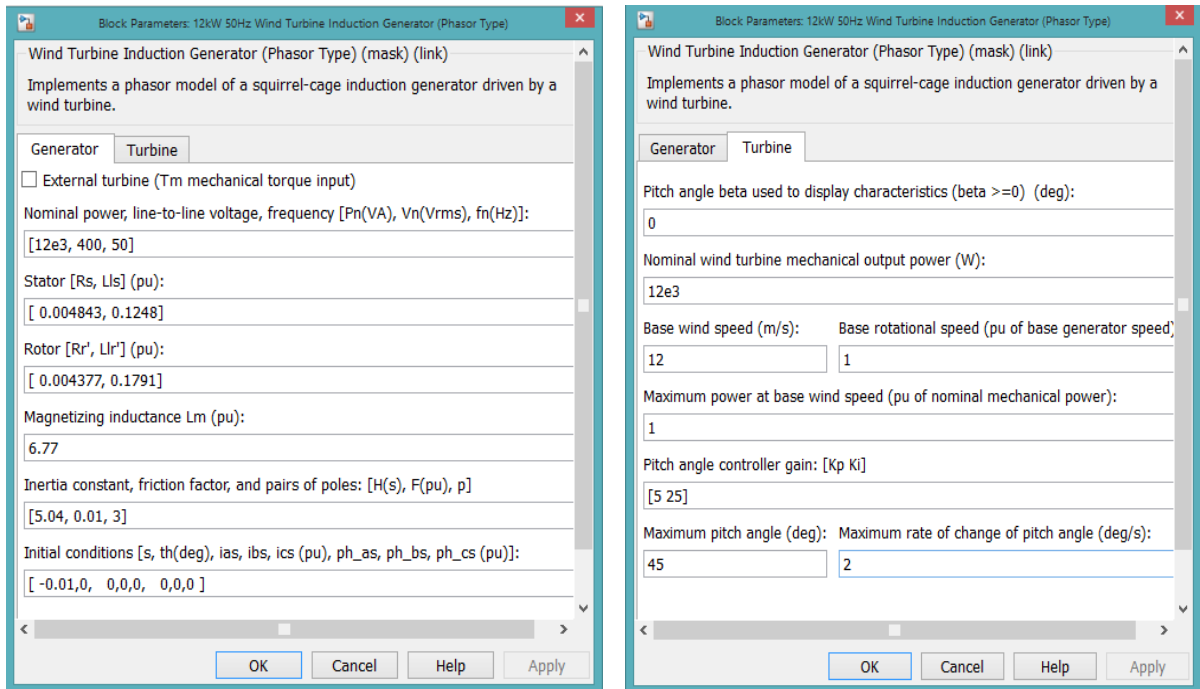 Block Parameters: 12kW 50Hz Wind Turbine Induction Generator (Phasor Type)
Wind Turbine Induction Generator (Phasor Type) (mask) (link)
Implements a phasor model of a squirrel-cage induction generator driven by a
wind turbine.
Generator Turbine
External turbine (Tm mechanical torque input)
Nominal power, line-to-line voltage, frequency [Pn(VA), Vn(Vrms), fn(Hz)]:
[12e3, 400, 50]
Stator [Rs, Lls] (pu):
[ 0.004843, 0.1248]
Rotor [Rr', Llr'] (pu):
[ 0.004377, 0.1791]
Magnetizing inductance Lm (pu):
6.77
Inertia constant, friction factor, and pairs of poles: [H(s), F(pu), p]
[5.04, 0.01, 3]
Initial conditions [s, th(deg), ias, ibs, ics (pu), ph_as, ph_bs, ph_cs (pu)]:
[ -0.01,0, 0,0,0, 0,0,0 ]
OK Cancel Help Apply
Block Parameters: 12kW 50Hz Wind Turbine Induction Generator (Phasor Type)
Wind Turbine Induction Generator (Phasor Type) (mask) (link)
Implements a phasor model of a squirrel-cage induction generator driven by a
wind turbine.
Generator Turbine
Pitch angle beta used to display characteristics (beta >=0) (deg):
0
Nominal wind turbine mechanical output power (W):
12e3
Base wind speed (m/s): Base rotational speed (pu of base generator speed)
12 1
Maximum power at base wind speed (pu of nominal mechanical power):
1
Pitch angle controller gain: [Kp Ki]
[5 25]
Maximum pitch angle (deg): Maximum rate of change of pitch angle (deg/s):
45 2
OK Cancel Help Apply